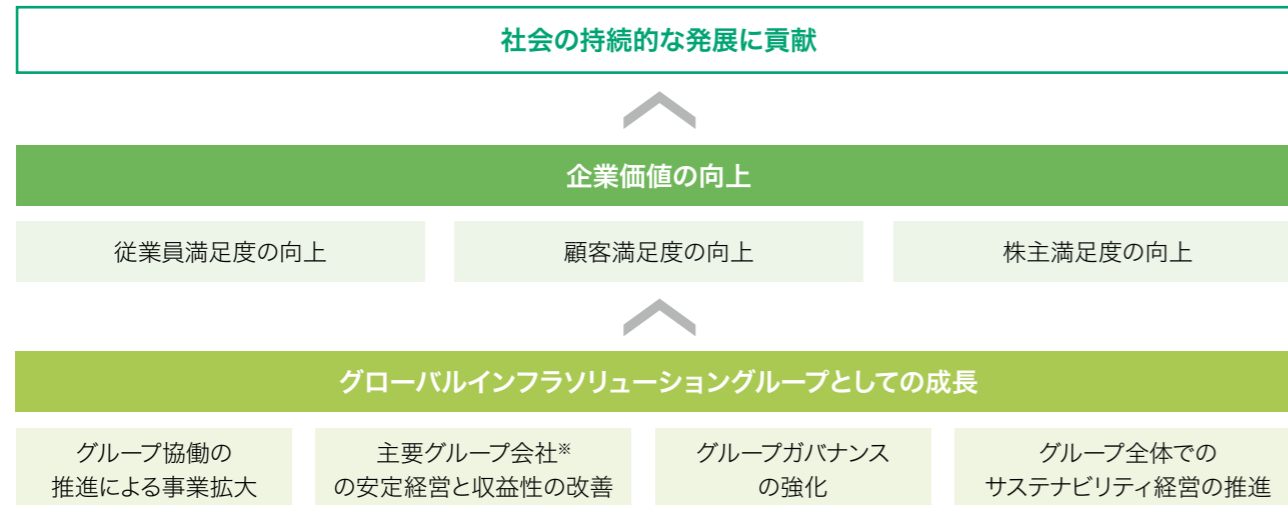 社会の持続的な発展に貢献
企業価値の向上
従業員満足度の向上
顧客満足度の向上
株主満足度の向上
グローバルインフラソリューショングループとしての成長
グループ協働の
推進による事業拡大
主要グループ会社※
の安定経営と収益性の改善
グループガバナンス
の強化
グループ全体での
サステナビリティ経営の推進